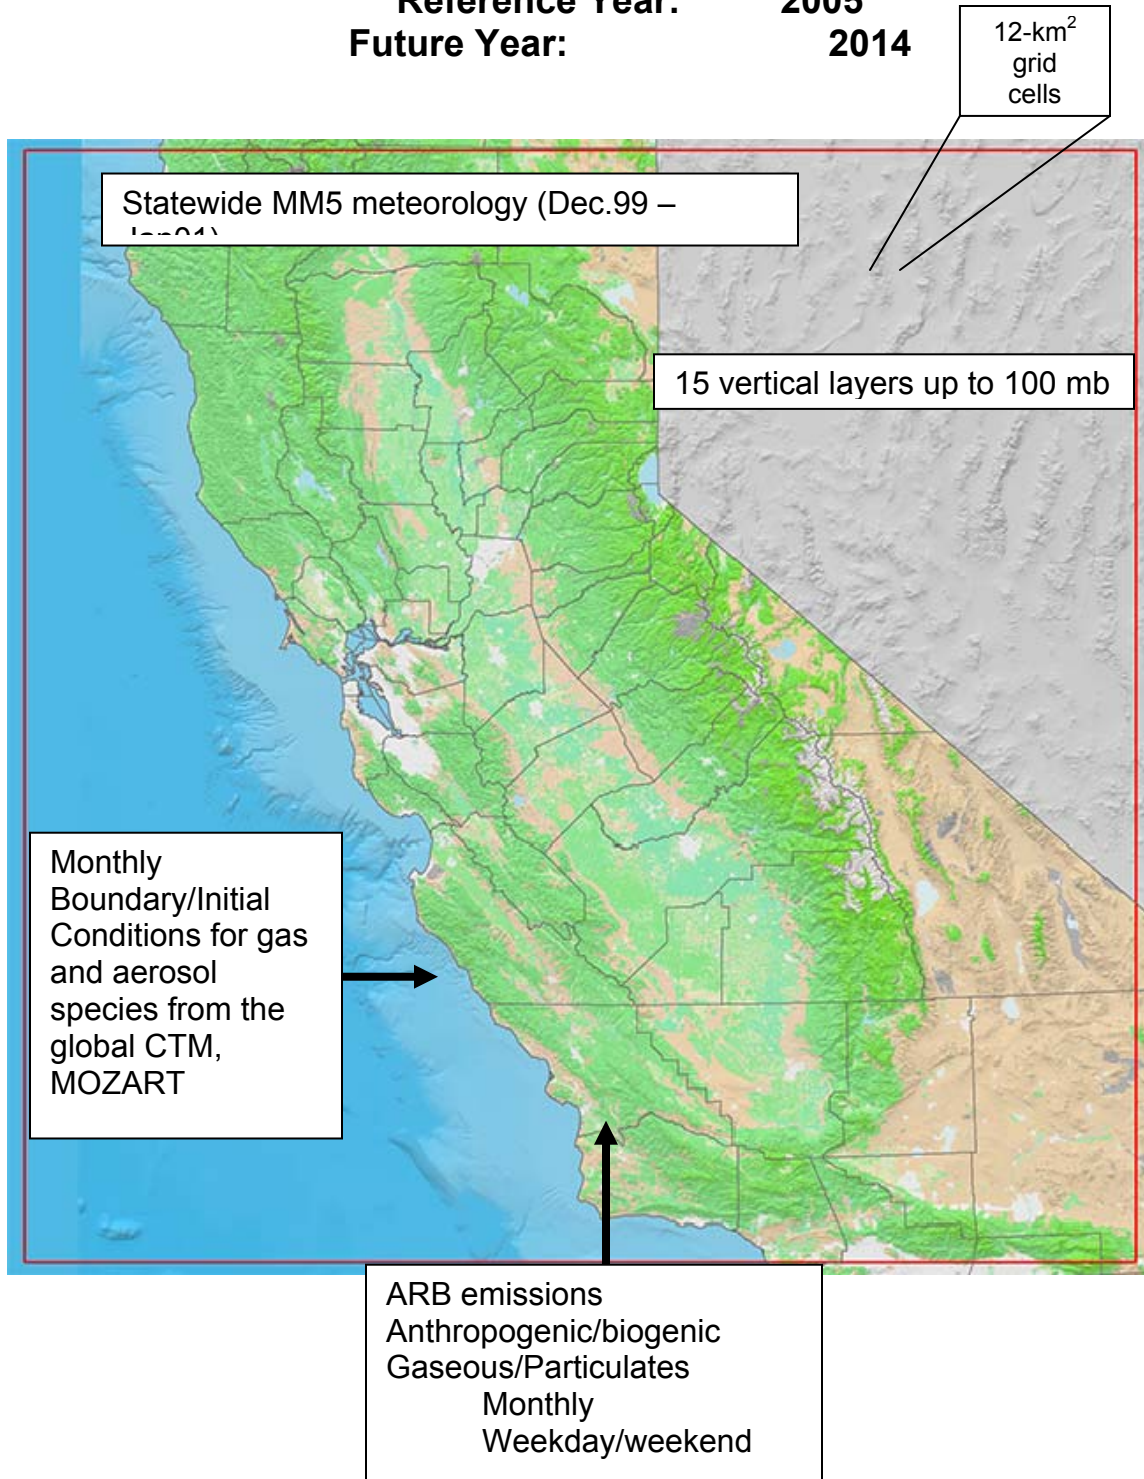 Reference Year: 2005
Future Year: 2014
12-km2
grid
cells
Statewide MM5 meteorology (Dec.99 –
Jan01)
15 vertical layers up to 100 mb
Monthly
Boundary/Initial
Conditions for gas
and aerosol
species from the
global CTM,
MOZART
ARB emissions
Anthropogenic/biogenic
Gaseous/Particulates
Monthly
Weekday/weekend